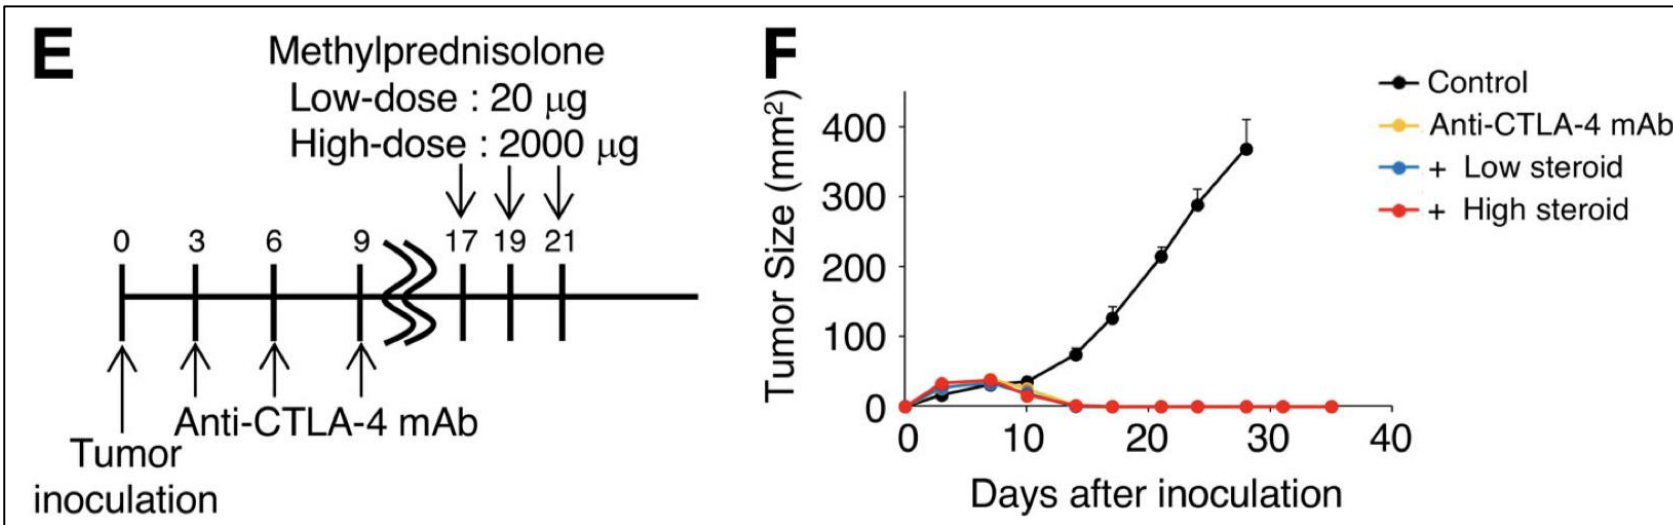 E
Methylprednisolone
Low-dose : 20 μg
High-dose : 2000 μg
0 3 6 9 17 19 21
Anti-CTLA-4 mAb
Tumor
inoculation
F
Tumor Size (mm²)
400
300
200
100
0
0 10 20 30 40
Days after inoculation
Control
Anti-CTLA-4 mAb
+ Low steroid
+ High steroid